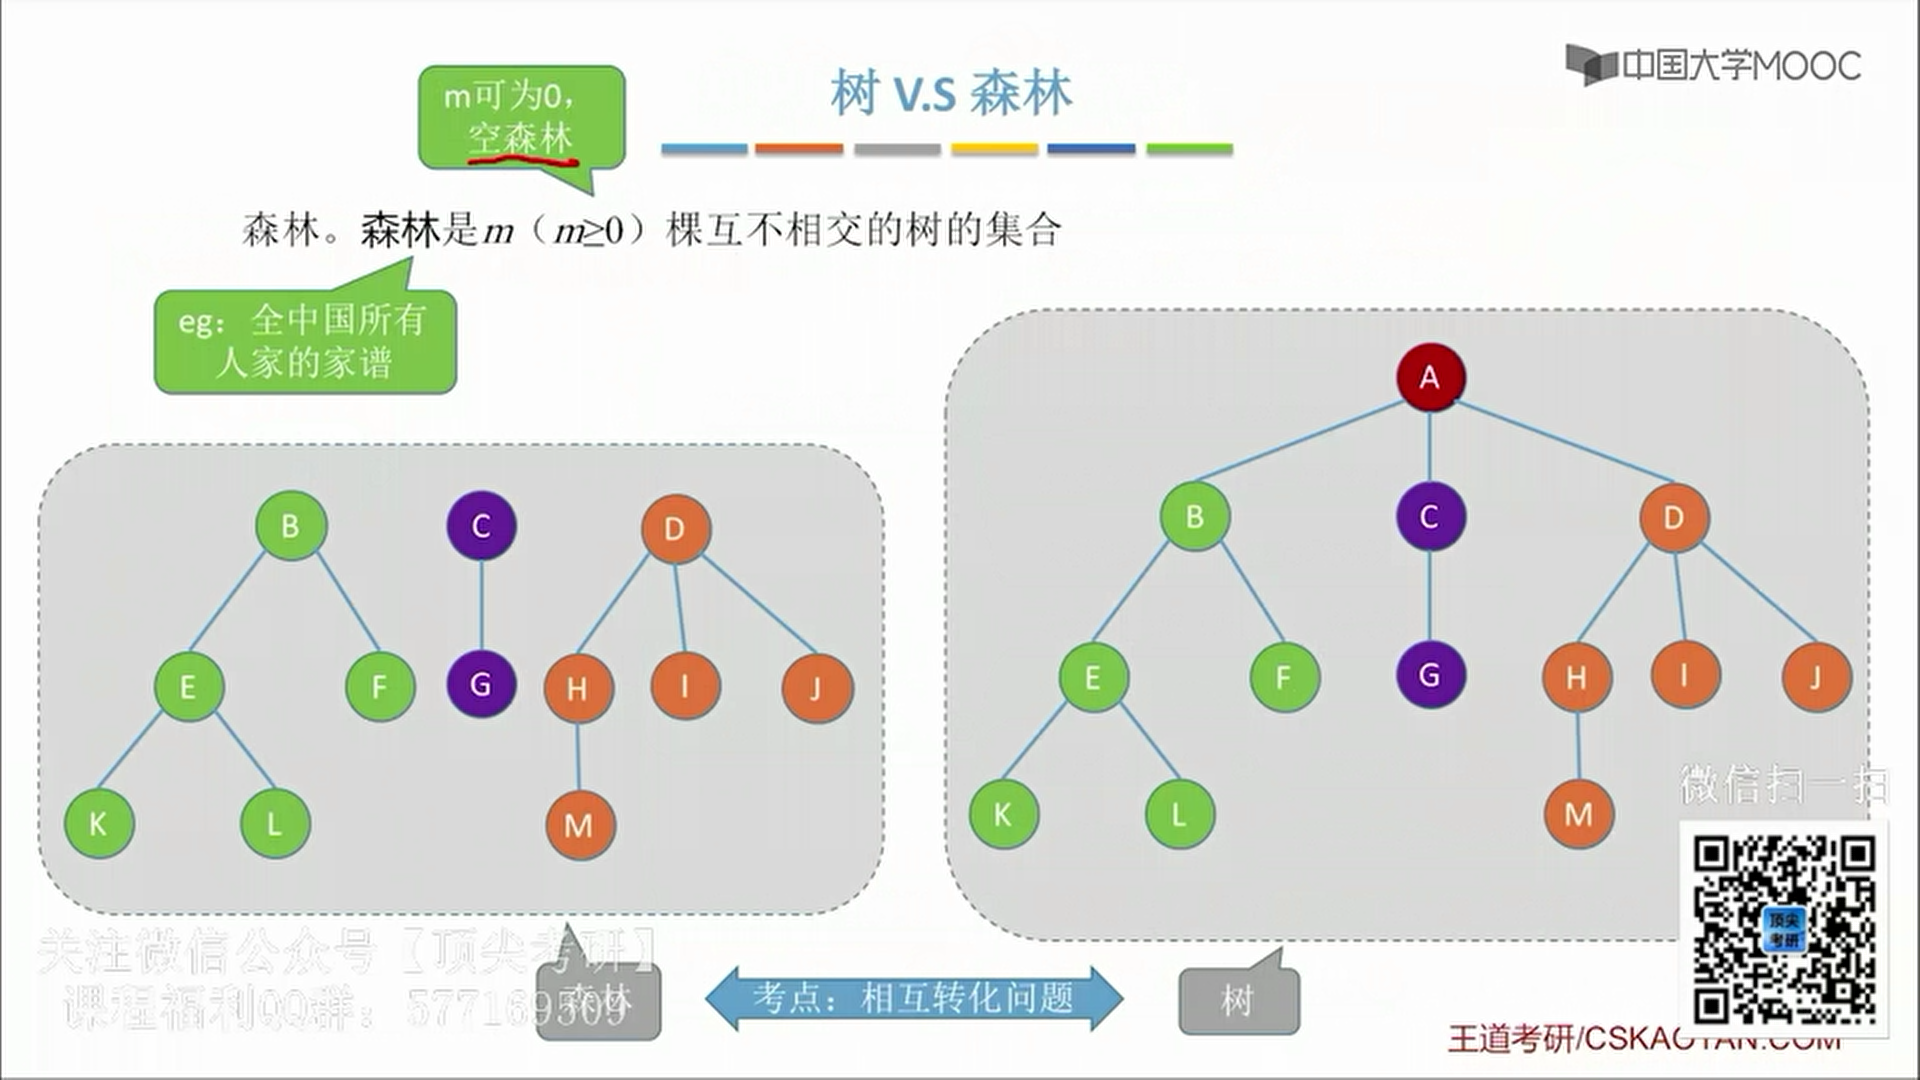 中国大学MOOC
树 V.S 森林
m可为0，
空森林
森林。森林是m（m≥0）棵互不相交的树的集合
eg：全中国所有
人家的家谱
A
B C D
B C D
E F G H I J
E F G H I J
K L M
K L M
微信扫一扫
顶尖
考研
关注微信公众号【顶尖考研】
课程福利QQ群：577169309
森林
考点：相互转化问题
树
王道考研/CSKAOYAN.COM